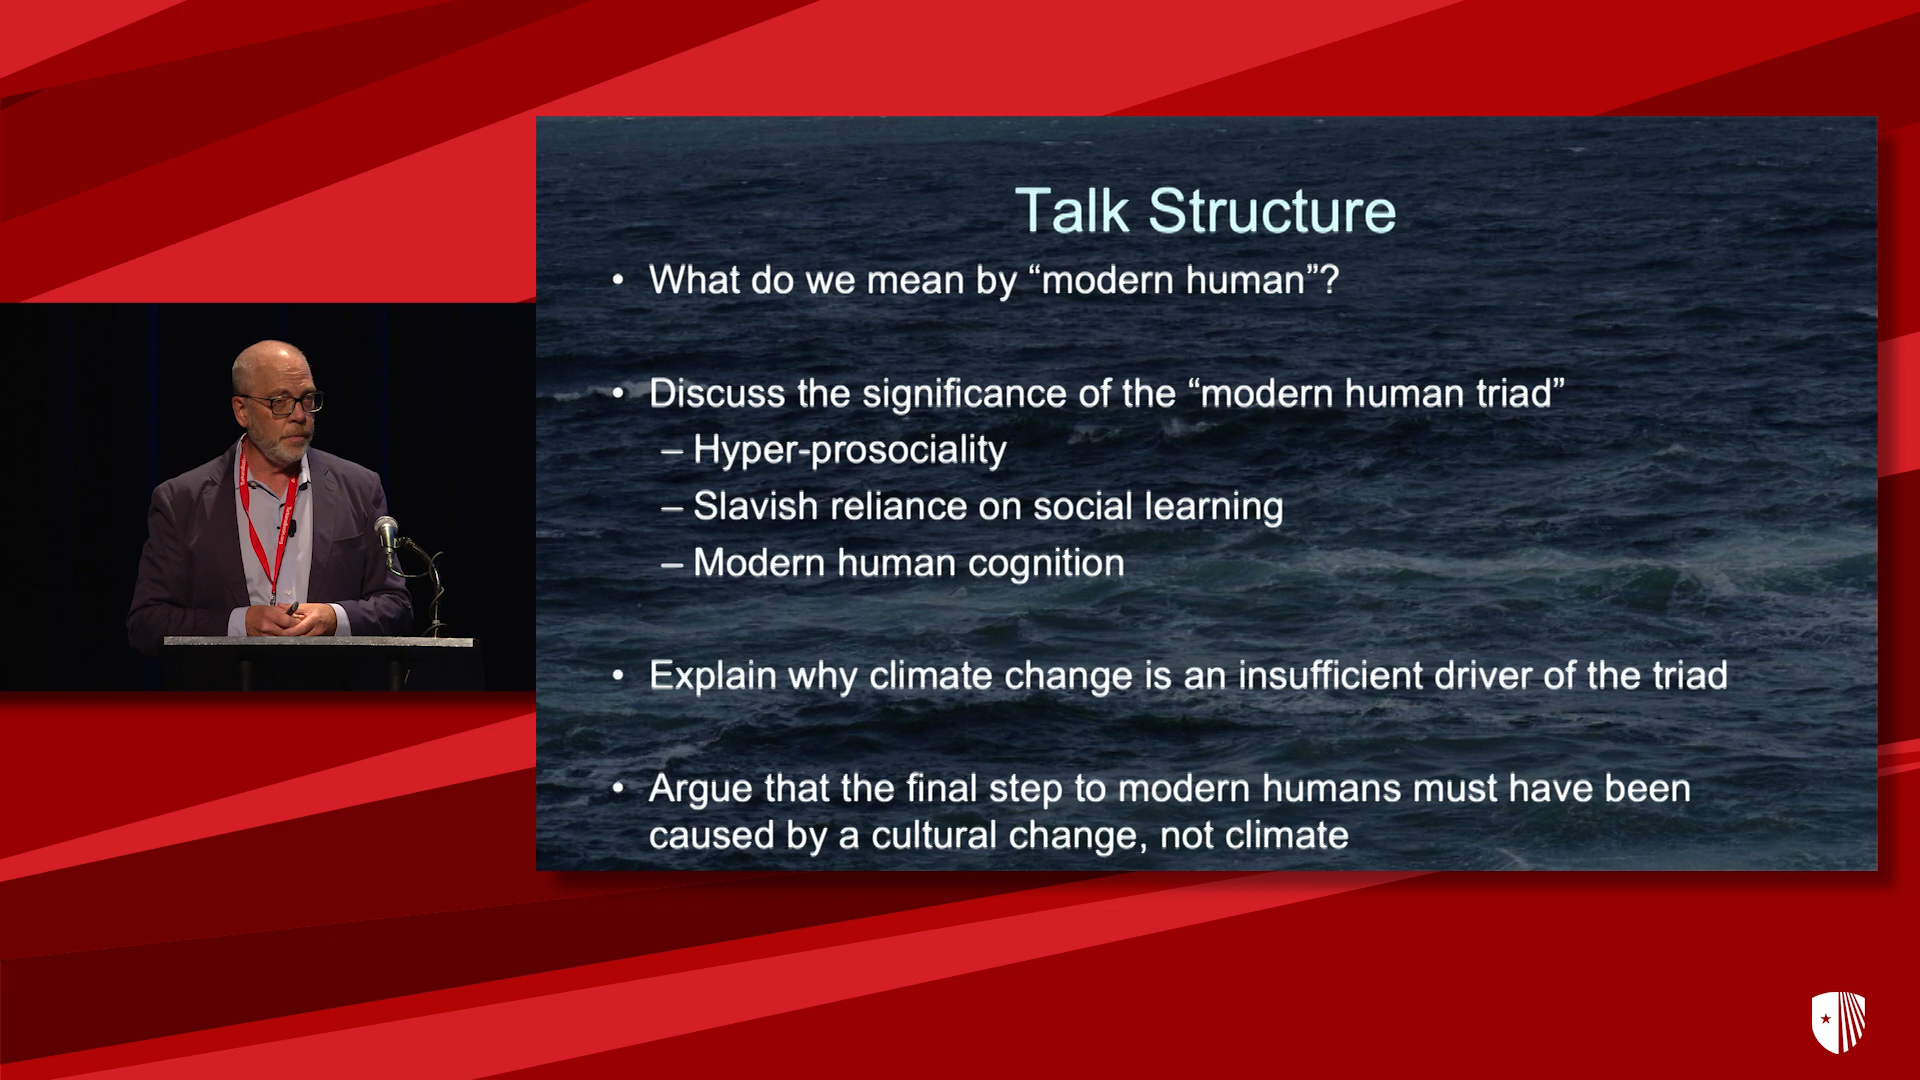 Talk Structure
• What do we mean by “modern human”?
• Discuss the significance of the “modern human triad”
– Hyper-prosociality
– Slavish reliance on social learning
– Modern human cognition
• Explain why climate change is an insufficient driver of the triad
• Argue that the final step to modern humans must have been
caused by a cultural change, not climate